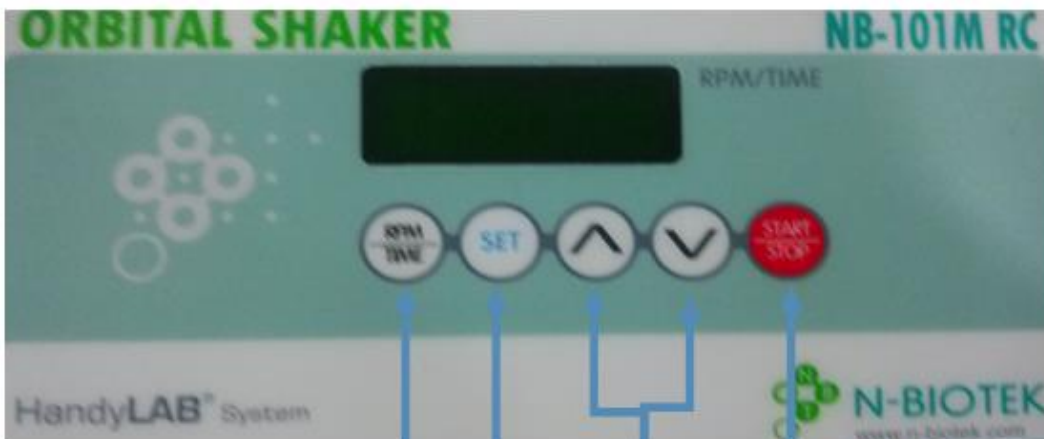 ORBITAL SHAKER
NB-101M RC
RPM/TIME
RPM
TIME
SET
START
STOP
HandyLAB® System
N-BIOTEK
www.n-biotek.com